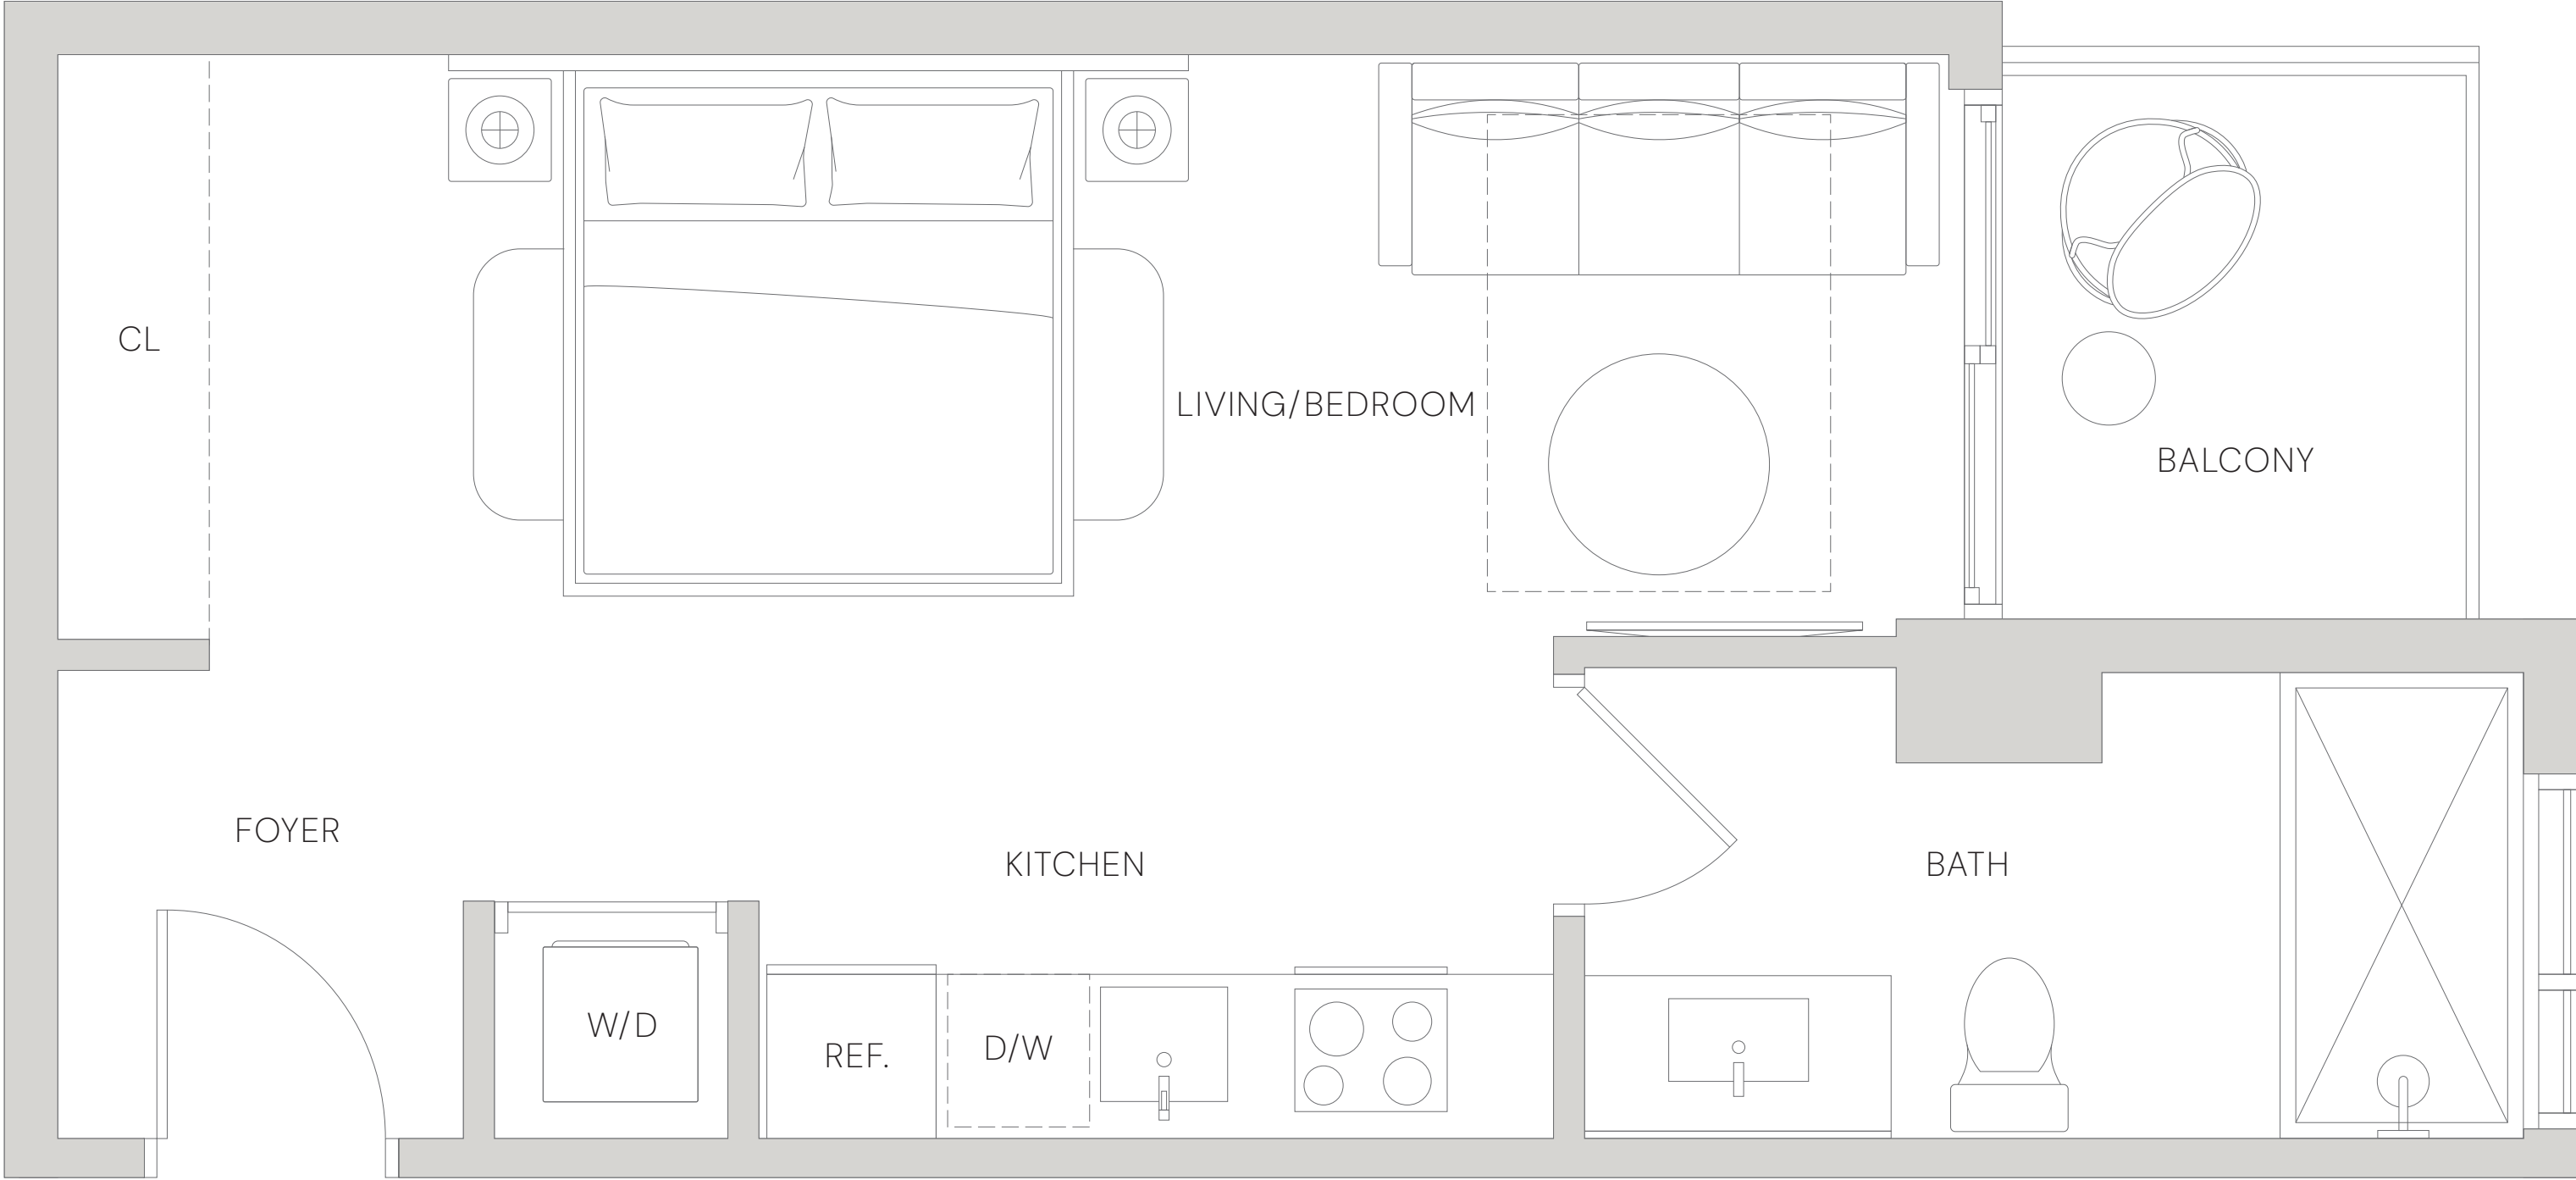 CL
LIVING/BEDROOM
BALCONY
FOYER
KITCHEN
BATH
W/D
REF.
D/W